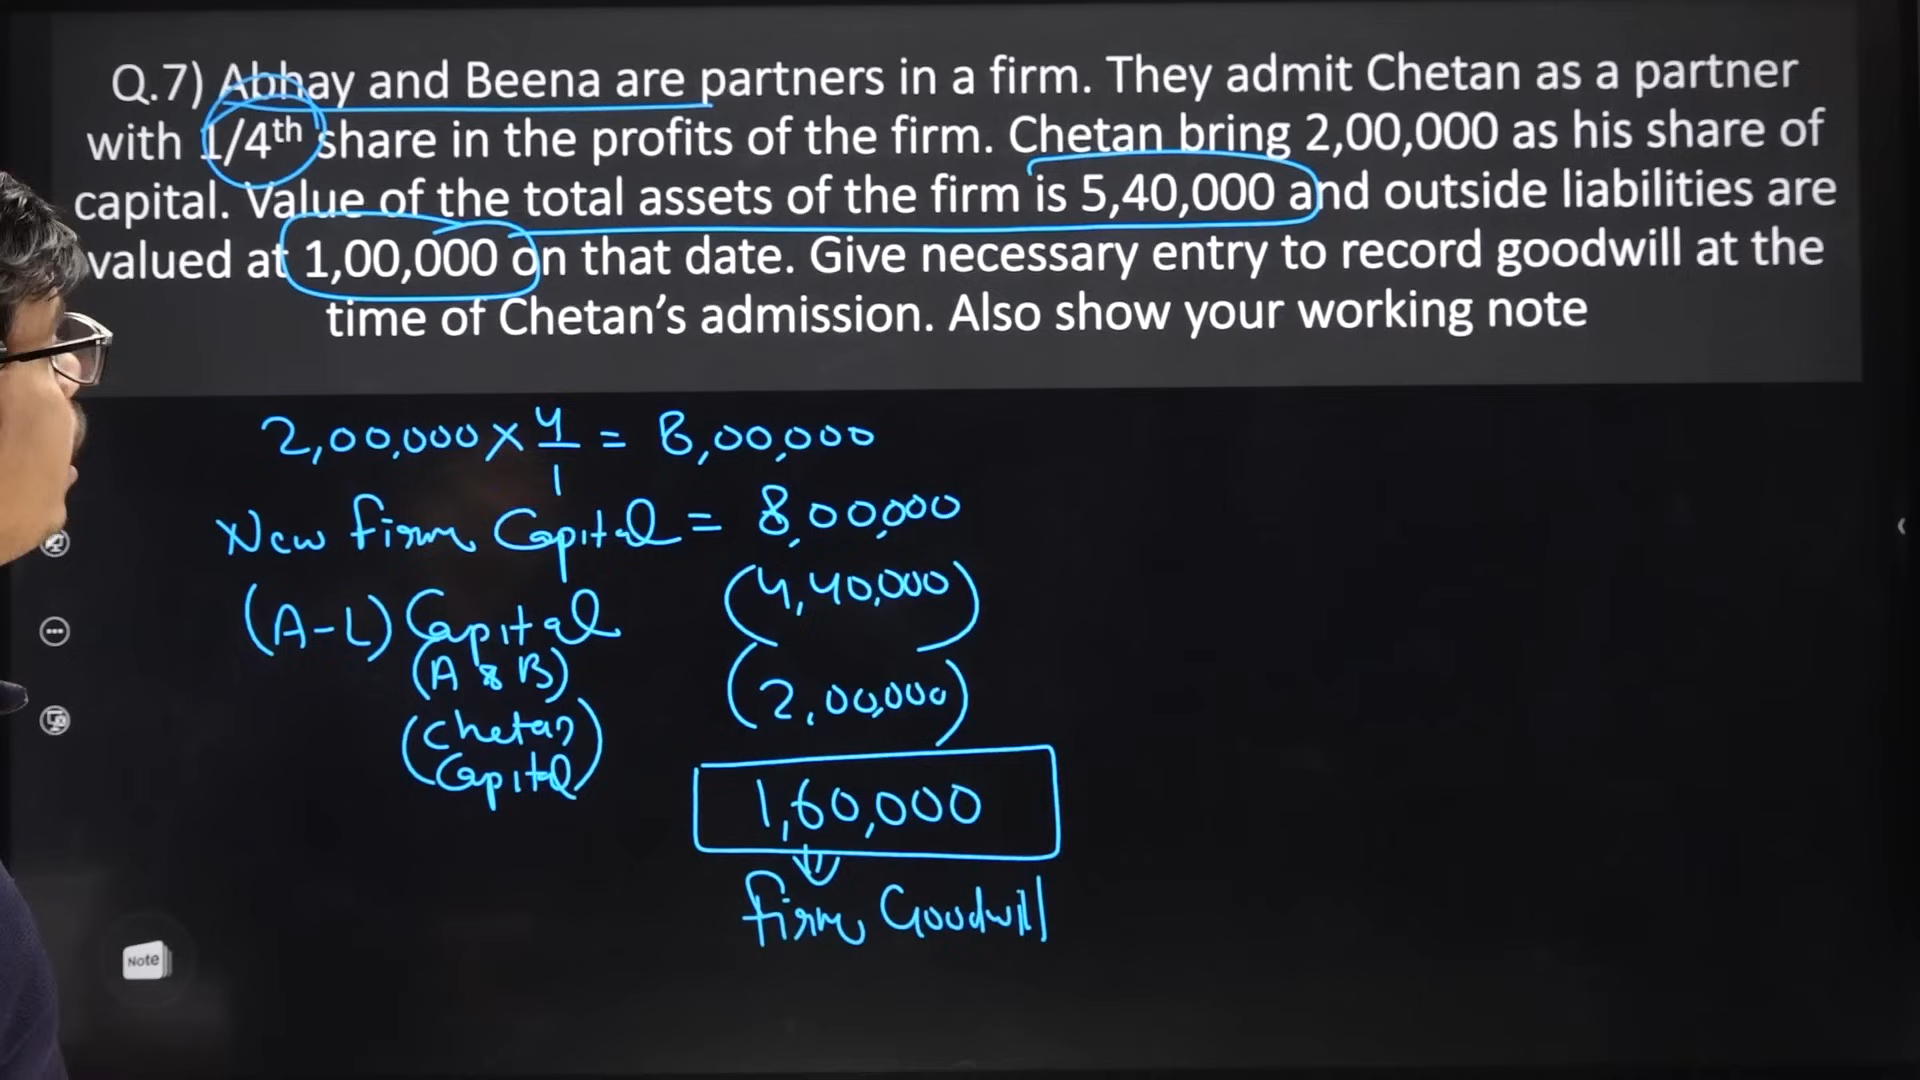 Q.7) Abhay and Beena are partners in a firm. They admit Chetan as a partner
with 1/4th share in the profits of the firm. Chetan bring 2,00,000 as his share of
capital. Value of the total assets of the firm is 5,40,000 and outside liabilities are
valued at 1,00,000 on that date. Give necessary entry to record goodwill at the
time of Chetan’s admission. Also show your working note
2,00,000 × 4/1 = 8,00,000
New firm Capital = 8,00,000
(A-L) Capital (4,40,000)
(A & B)
(Chetan (2,00,000)
Capital)
1,60,000
firm Goodwill
Note